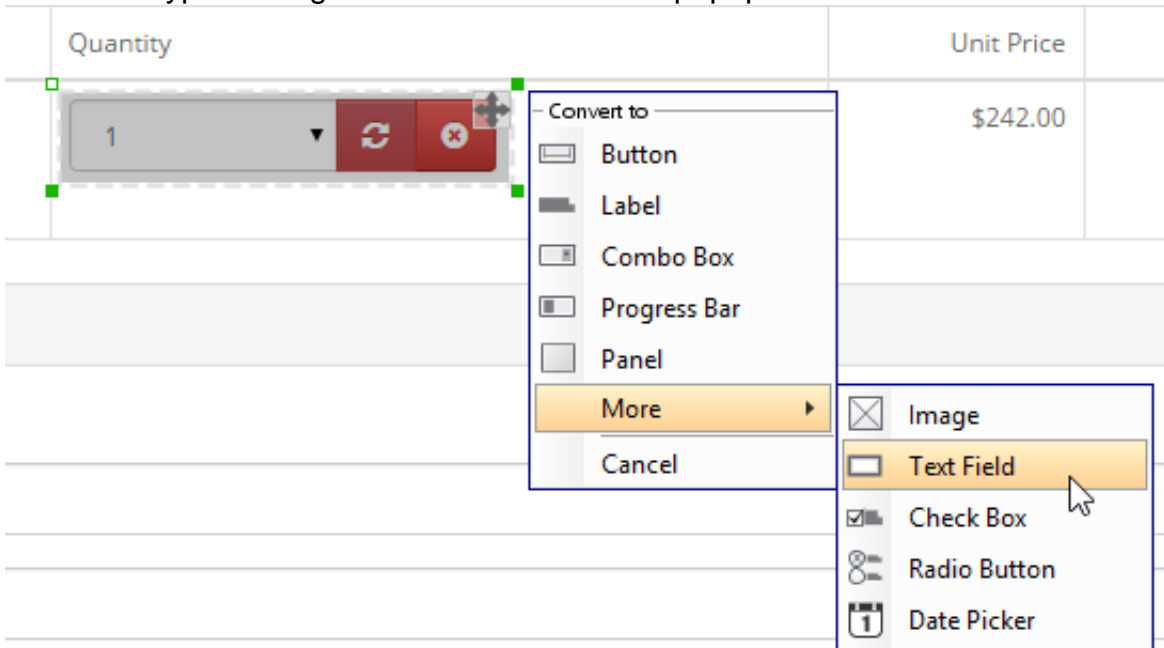 Quantity
Unit Price
1
$242.00
Convert to
Button
Label
Combo Box
Progress Bar
Panel
More
Cancel
Image
Text Field
Check Box
Radio Button
1
Date Picker